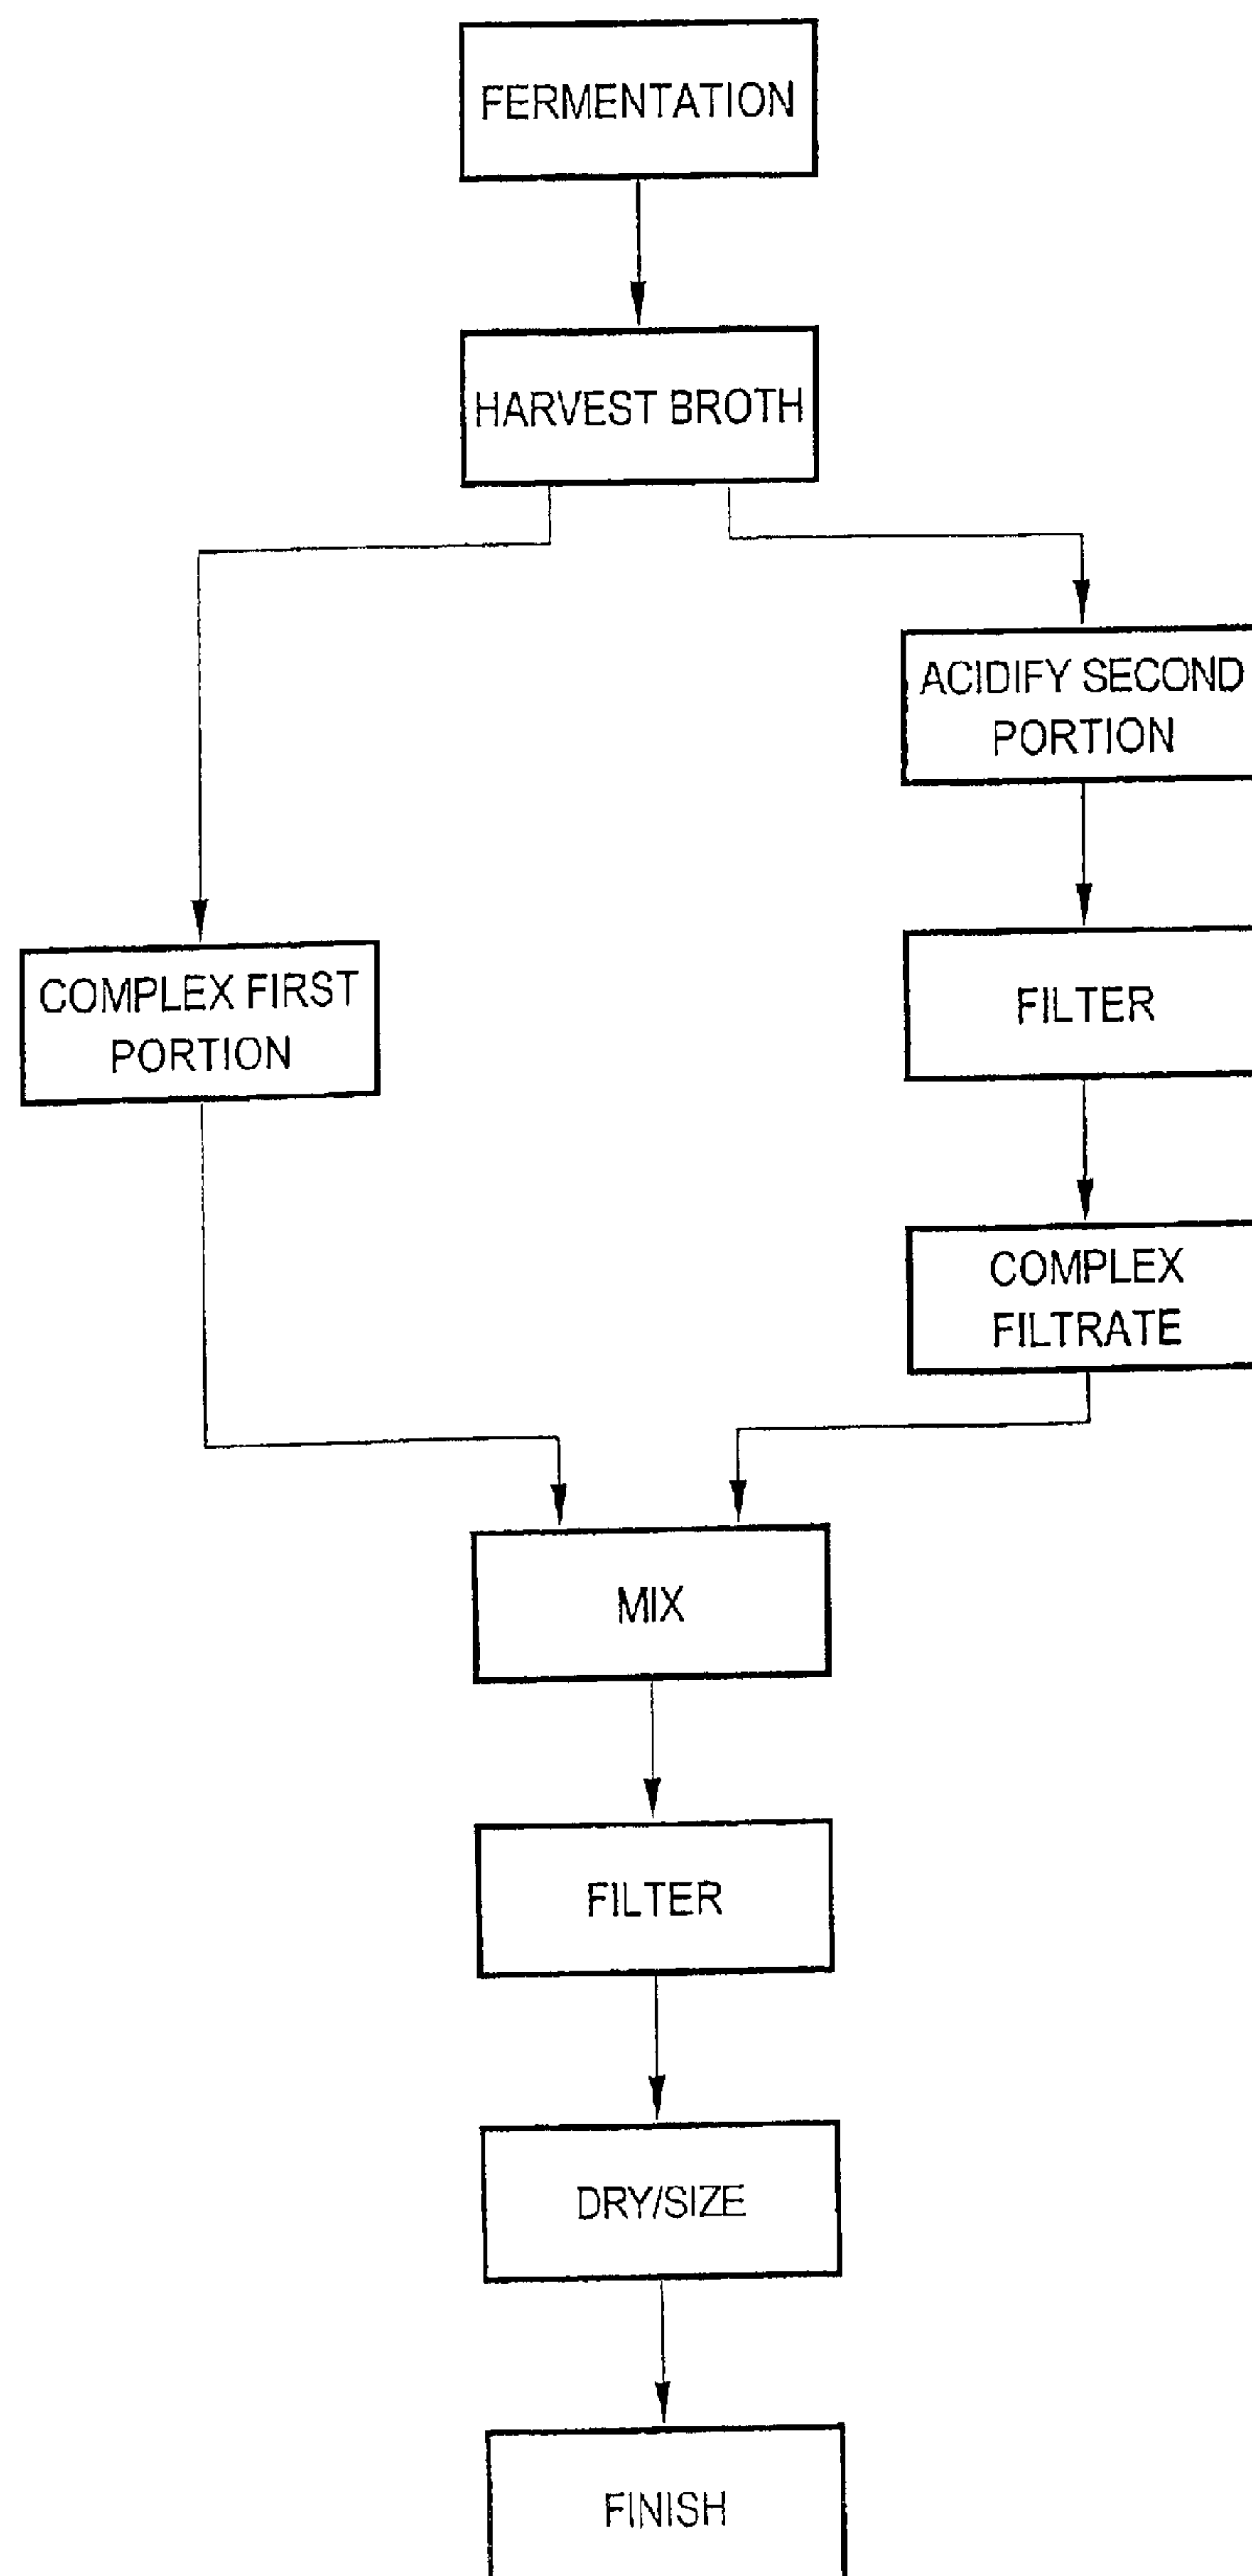 FERMENTATION
HARVEST BROTH
ACIDIFY SECOND
PORTION
COMPLEX FIRST
PORTION
FILTER
COMPLEX
FILTRATE
MIX
FILTER
DRY/SIZE
FINISH